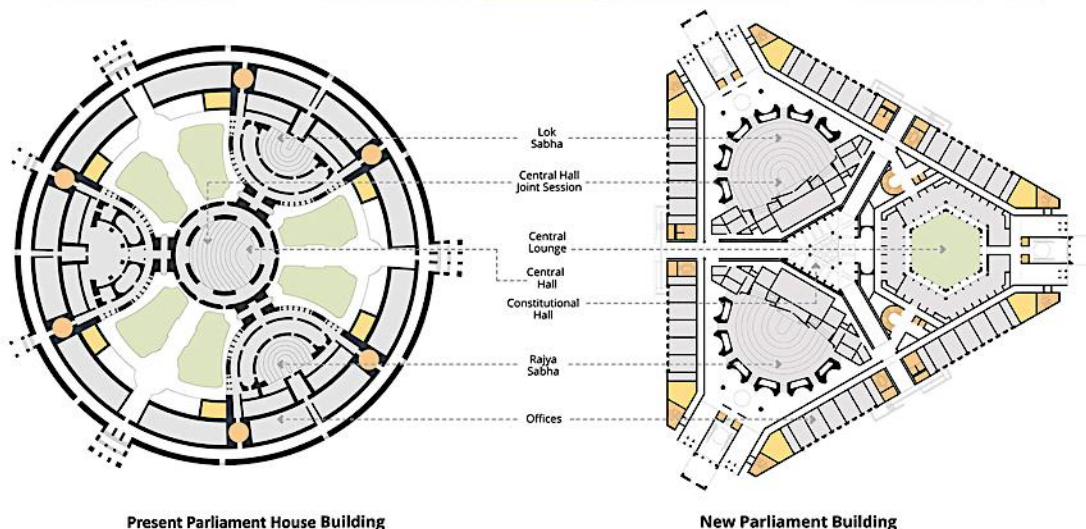 Lok
Sabha
Central Hall
Joint Session
Central
Lounge
Central
Hall
Constitutional
Hall
Rajya
Sabha
Offices
Present Parliament House Building
New Parliament Building